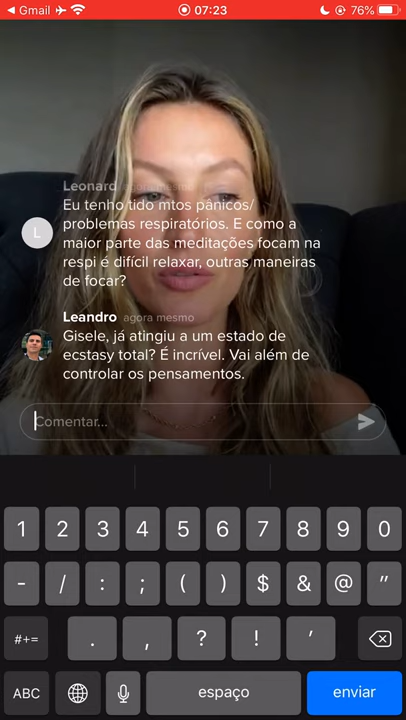 Gmail
07:23
76%
Leonard agora mesmo
Eu tenho tido mtos pânicos/
problemas respiratórios. E como a
maior parte das meditações focam na
respi é difícil relaxar, outras maneiras
de focar?
L
Leandro agora mesmo
Gisele, já atingiu a um estado de
ecstasy total? É incrível. Vai além de
controlar os pensamentos.
Comentar...
1 2 3 4 5 6 7 8 9 0
- / : ; ( ) $ & @ "
#+= . , ? ! ’
ABC espaço enviar